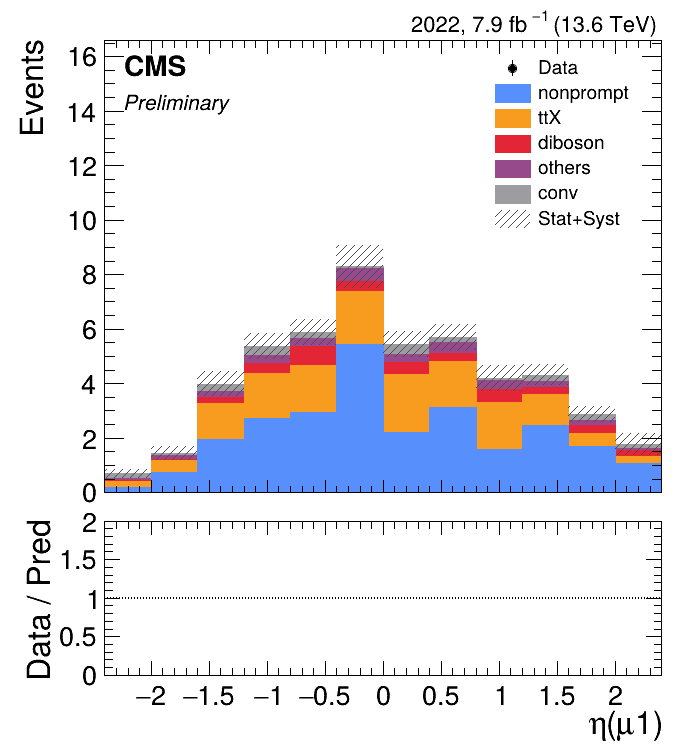 2022, 7.9 fb⁻¹ (13.6 TeV)
CMS
Preliminary
Data
nonprompt
ttX
diboson
others
conv
Stat+Syst
Events
16
14
12
10
8
6
4
2
0
Data / Pred
2
1.5
1
0.5
0
−2 −1.5 −1 −0.5 0 0.5 1 1.5 2
η(μ1)